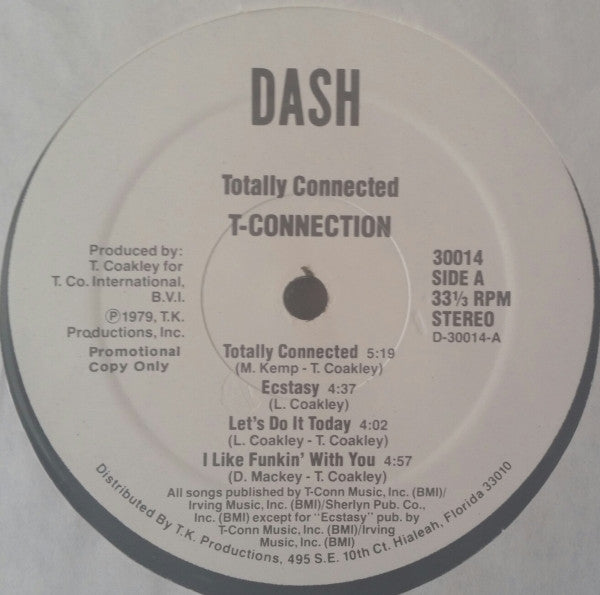 DASH
Totally Connected
T-CONNECTION
Produced by:
T. Coakley for
T. Co. International,
B.V.I.
Ⓟ1979, T.K.
Productions, Inc.
Promotional
Copy Only
30014
SIDE A
33⅓ RPM
STEREO
D-30014-A
Totally Connected 5:19
(M. Kemp - T. Coakley)
Ecstasy 4:37
(L. Coakley)
Let's Do It Today 4:02
(L. Coakley - T. Coakley)
I Like Funkin' With You 4:57
(D. Mackey - T. Coakley)
All songs published by T-Conn Music, Inc. (BMI)/
Irving Music, Inc. (BMI)/Sherlyn Pub. Co.,
Inc. (BMI) except for "Ecstasy" pub. by
T-Conn Music, Inc. (BMI)/Irving
Music, Inc. (BMI)
Distributed By T.K. Productions, 495 S.E. 10th Ct. Hialeah, Florida 33010